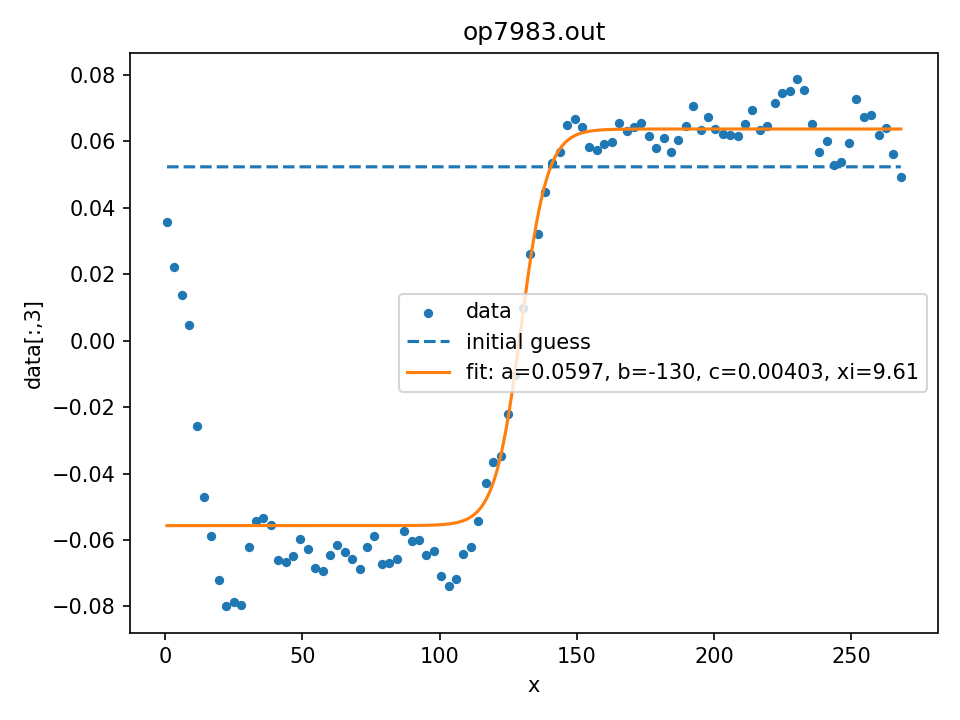 op7983.out
0.08
0.06
0.04
0.02
0.00
−0.02
−0.04
−0.06
−0.08
data[:,3]
data
initial guess
fit: a=0.0597, b=-130, c=0.00403, xi=9.61
0 50 100 150 200 250
x